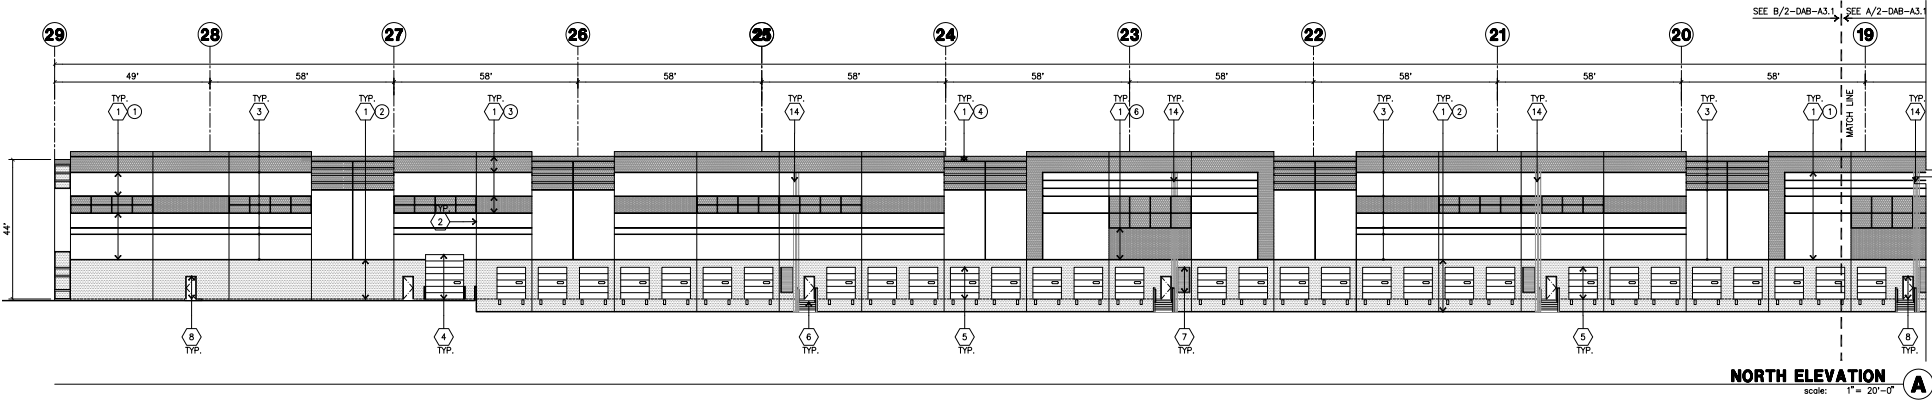 SEE B/2-DAB-A3.1 SEE A/2-DAB-A3.1
29 28 27 26 25 24 23 22 21 20 19
49' 58' 58' 58' 58' 58' 58' 58' 58' 58'
TYP. TYP. TYP. TYP. TYP. TYP. TYP. TYP. TYP. TYP. TYP. TYP. TYP. TYP.
1 1 3 1 2 1 3 14 1 4 1 6 14 3 1 2 14 3 1 1 14
MATCH LINE
TYP.
2
44'
8 4 6 5 7 5 8
TYP. TYP. TYP. TYP. TYP. TYP. TYP.
NORTH ELEVATION
scale: 1" = 20'-0"
A